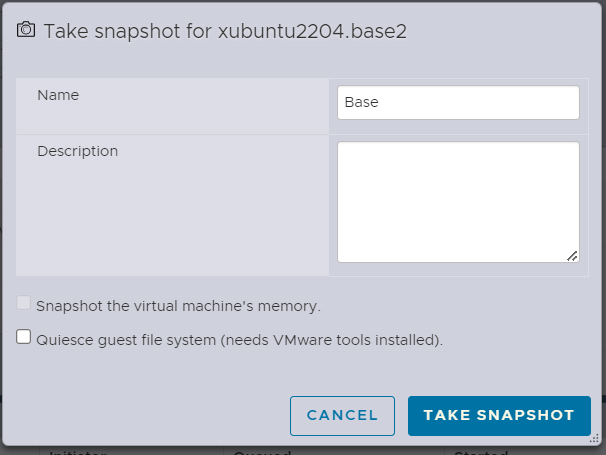 Take snapshot for xubuntu2204.base2
Name
Base
Description
Snapshot the virtual machine's memory.
Quiesce guest file system (needs VMware tools installed).
CANCEL
TAKE SNAPSHOT
Initiator
Queued
Started